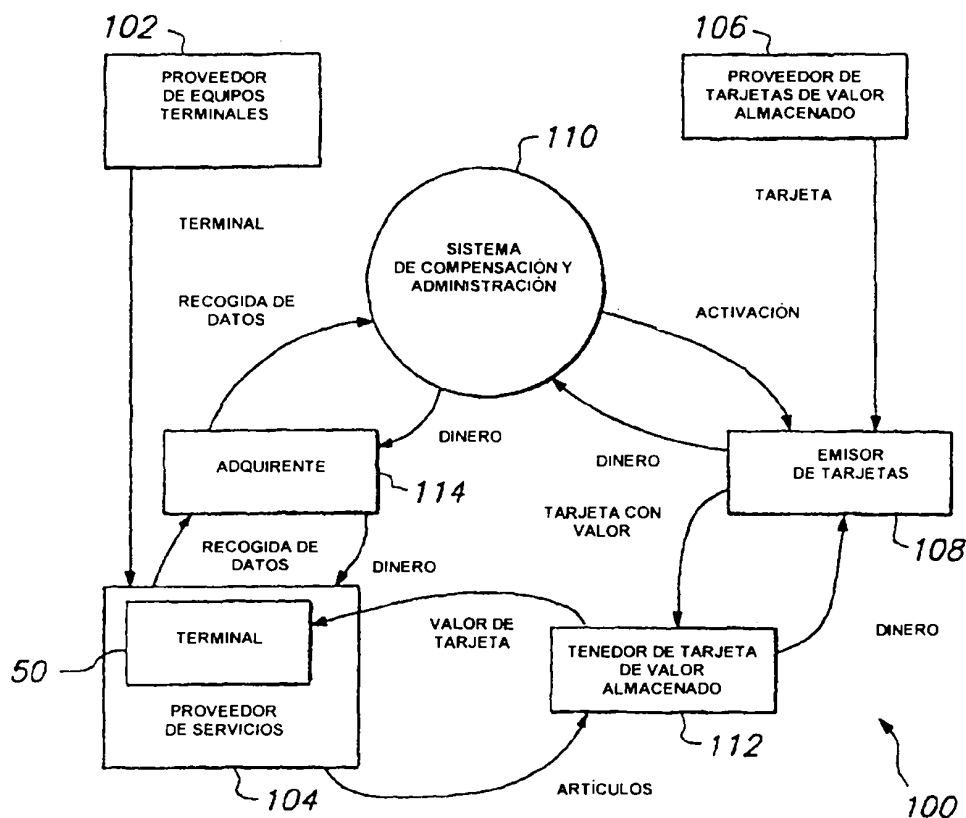 102
PROVEEDOR
DE EQUIPOS
TERMINALES
106
PROVEEDOR DE
TARJETAS DE VALOR
ALMACENADO
110
TERMINAL
TARJETA
SISTEMA
DE COMPENSACIÓN Y
ADMINISTRACIÓN
RECOGIDA DE
DATOS
ACTIVACIÓN
ADQUIRENTE
114
DINERO
DINERO
EMISOR
DE TARJETAS
108
TARJETA CON
VALOR
RECOGIDA DE
DATOS
DINERO
TERMINAL
50
PROVEEDOR
DE SERVICIOS
104
VALOR DE
TARJETA
TENEDOR DE TARJETA
DE VALOR
ALMACENADO
112
DINERO
ARTÍCULOS
100